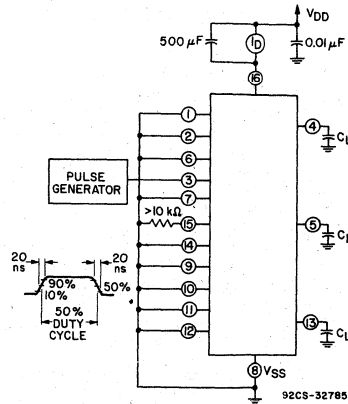 VDD
500 µF
ID
0.01µF
16
1
2
6
3
7
>10 kΩ
15
14
9
10
11
12
4
CL
5
CL
13
CL
PULSE
GENERATOR
20
ns
20
ns
90%
10%
50%
50%
DUTY
CYCLE
8
VSS
92CS-32785